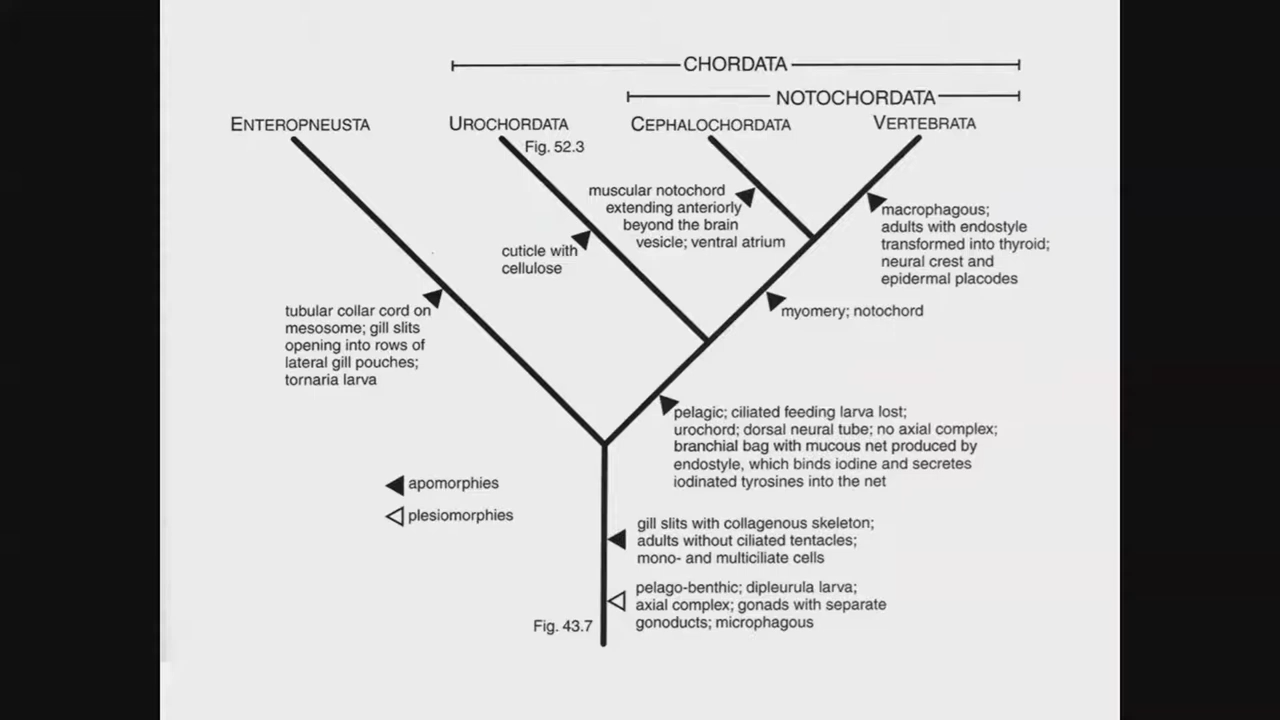 CHORDATA
NOTOCHORDATA
ENTEROPNEUSTA
UROCHORDATA
CEPHALOCHORDATA
VERTEBRATA
Fig. 52.3
muscular notochord
extending anteriorly
beyond the brain
vesicle; ventral atrium
macrophagous;
adults with endostyle
transformed into thyroid;
neural crest and
epidermal placodes
cuticle with
cellulose
tubular collar cord on
mesosome; gill slits
opening into rows of
lateral gill pouches;
tornaria larva
myomery; notochord
pelagic; ciliated feeding larva lost;
urochord; dorsal neural tube; no axial complex;
branchial bag with mucous net produced by
endostyle, which binds iodine and secretes
iodinated tyrosines into the net
apomorphies
plesiomorphies
gill slits with collagenous skeleton;
adults without ciliated tentacles;
mono- and multiciliate cells
pelago-benthic; dipleurula larva;
axial complex; gonads with separate
gonoducts; microphagous
Fig. 43.7